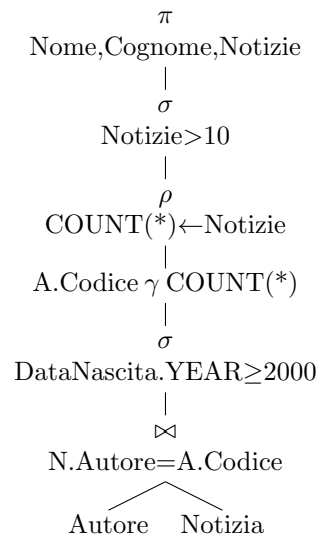 π
Nome,Cognome,Notizie
σ
Notizie>10
ρ
COUNT(*)←Notizie
A.Codice γ COUNT(*)
σ
DataNascita.YEAR≥2000
⋈
N.Autore=A.Codice
Autore Notizia